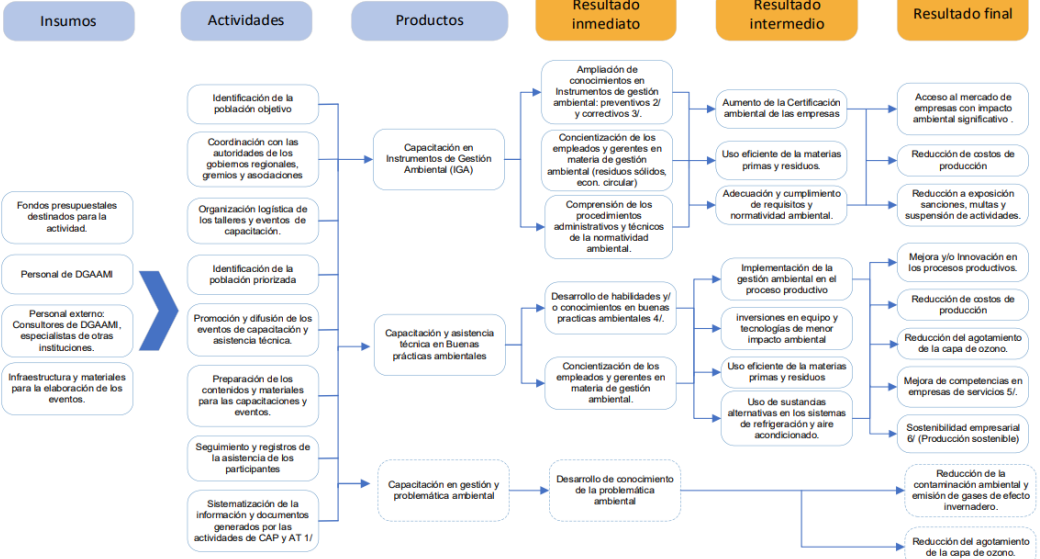 Insumos
Actividades
Productos
Resultado
inmediato
Resultado
intermedio
Resultado final
Fondos presupuestales
destinados para la
actividad.
Personal de DGAAMI
Personal externo:
Consultores de DGAAMI,
especialistas de otras
instituciones.
Infraestructura y materiales
para la elaboración de los
eventos.
Identificación de la
población objetivo
Coordinación con las
autoridades de los
gobiernos regionales,
gremios y asociaciones
Organización logística de
los talleres y eventos de
capacitación.
Identificación de la
población priorizada
Promoción y difusión de los
eventos de capacitación y
asistencia técnica.
Preparación de los
contenidos y materiales
para las capacitaciones y
eventos.
Seguimiento y registros de
la asistencia de los
participantes
Sistematización de la
información y documentos
generados por las
actividades de CAP y AT 1/
Capacitación en
Instrumentos de Gestión
Ambiental (IGA)
Capacitación y asistencia
técnica en Buenas
prácticas ambientales
Capacitación en gestión y
problemática ambiental
Ampliación de
conocimientos en
Instrumentos de gestión
ambiental: preventivos 2/
y correctivos 3/.
Concientización de los
empleados y gerentes en
materia de gestión
ambiental (residuos sólidos,
econ. circular)
Comprensión de los
procedimientos
administrativos y técnicos
de la normatividad
ambiental.
Desarrollo de habilidades y/
o conocimientos en buenas
practicas ambientales 4/.
Concientización de los
empleados y gerentes en
materia de gestión
ambiental.
Desarrollo de conocimiento
de la problemática
ambiental
Aumento de la Certificación
ambiental de las empresas
Uso eficiente de la materias
primas y residuos.
Adecuación y cumplimiento
de requisitos y
normatividad ambiental.
Implementación de la
gestión ambiental en el
proceso productivo
inversiones en equipo y
tecnologías de menor
impacto ambiental
Uso eficiente de la materias
primas y residuos
Uso de sustancias
alternativas en los sistemas
de refrigeración y aire
acondicionado.
Acceso al mercado de
empresas con impacto
ambiental significativo .
Reducción de costos de
producción
Reducción a exposición
sanciones, multas y
suspensión de actividades.
Mejora y/o Innovación en
los procesos productivos.
Reducción de costos de
producción
Reducción del agotamiento
de la capa de ozono.
Mejora de competencias en
empresas de servicios 5/.
Sostenibilidad empresarial
6/ (Producción sostenible)
Reducción de la
contaminación ambiental y
emisión de gases de efecto
invernadero.
Reducción del agotamiento
de la capa de ozono.